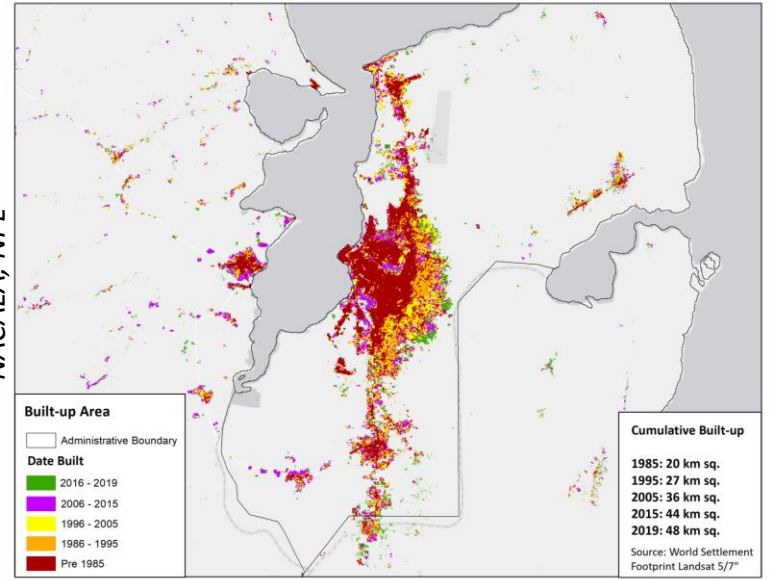 Built-up Area
Administrative Boundary
Date Built
2016 - 2019
2006 - 2015
1996 - 2005
1986 - 1995
Pre 1985
Cumulative Built-up
1985: 20 km sq.
1995: 27 km sq.
2005: 36 km sq.
2015: 44 km sq.
2019: 48 km sq.
Source: World Settlement
Footprint Landsat 5/7"